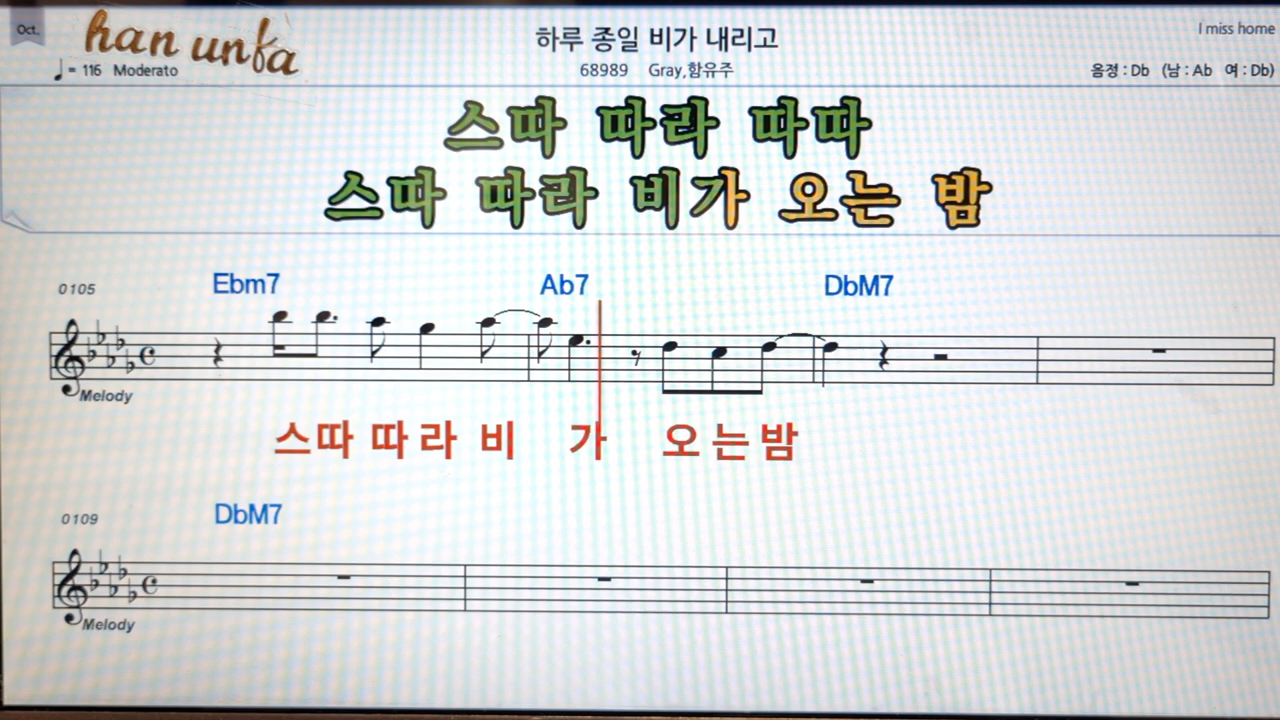 Oct.
han unfa
하루 종일 비가 내리고
I miss home
♩ = 116 Moderato
68989 Gray,함유주
음정 : Db (남 : Ab 여 : Db)
스따 따라 따따
스따 따라 비가 오는 밤
0105 Ebm7 Ab7 DbM7
Melody
스따 따라 비 가 오는밤
0109 DbM7
Melody